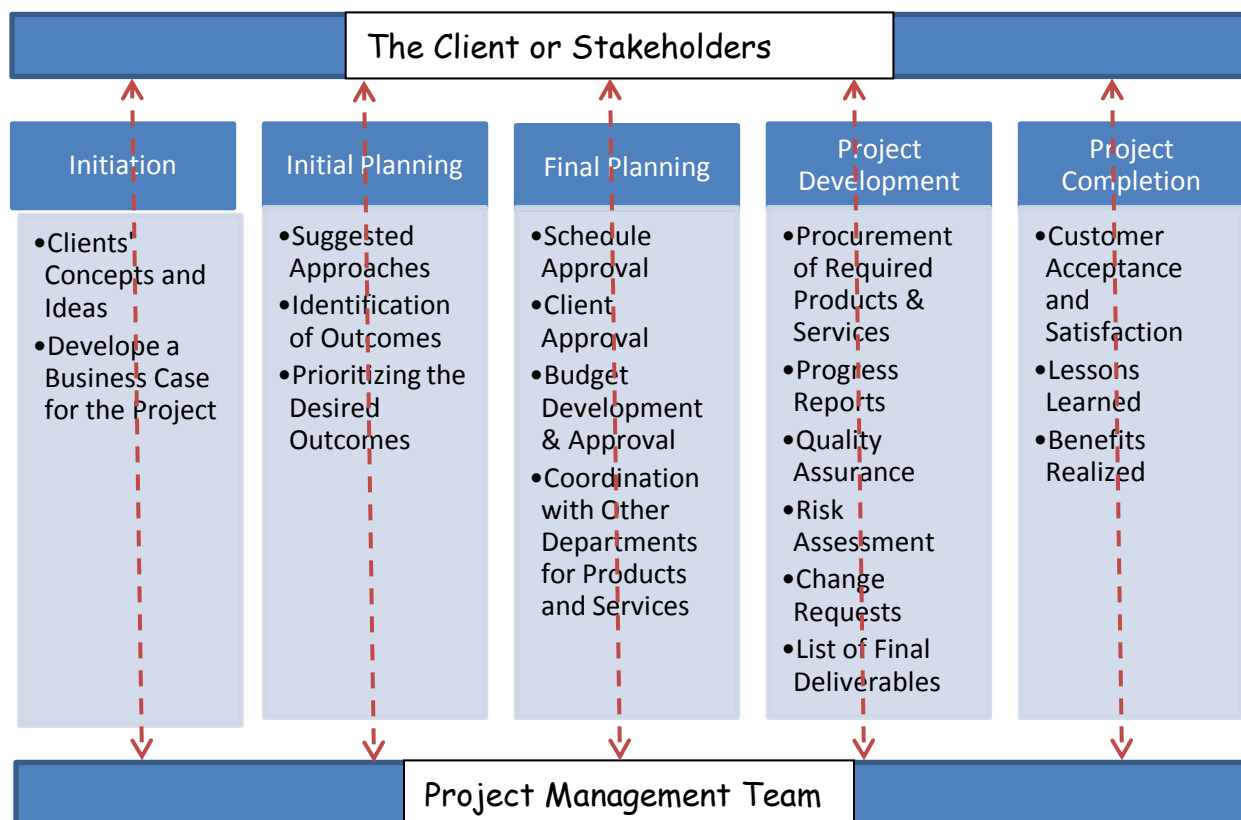 The Client or Stakeholders
Initiation
•Clients'
Concepts and
Ideas
•Develope a
Business Case
for the Project
Initial Planning
•Suggested
Approaches
•Identification
of Outcomes
•Prioritizing the
Desired
Outcomes
Final Planning
•Schedule
Approval
•Client
Approval
•Budget
Development
& Approval
•Coordination
with Other
Departments
for Products
and Services
Project
Development
•Procurement
of Required
Products &
Services
•Progress
Reports
•Quality
Assurance
•Risk
Assessment
•Change
Requests
•List of Final
Deliverables
Project
Completion
•Customer
Acceptance
and
Satisfaction
•Lessons
Learned
•Benefits
Realized
Project Management Team